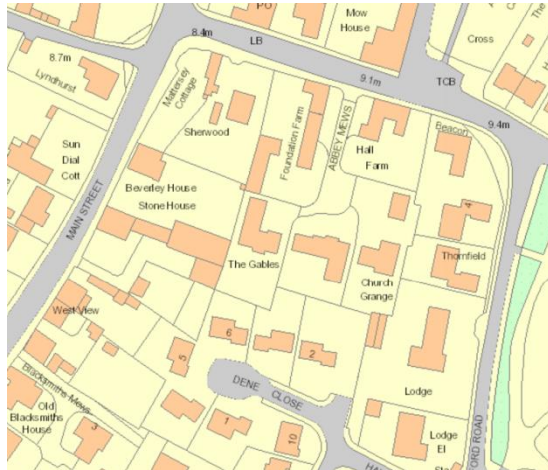 PO
Mow
House
The
8.4m
LB
Cross
8.7m
Lyndhurst
Mattersey
Cottage
9.1m
TCB
9.4m
Beacon
Sherwood
Foundation Farm
ABBEY MEWS
Hall
Farm
Sun
Dial
Cott
MAIN STREET
Beverley House
Stone House
4
The Gables
Thornfield
Church
Grange
West View
5
6
2
Blacksmiths Mews
DENE CLOSE
Lodge
Old
Blacksmiths
House
3
1
10
Lodge
El
FORD ROAD